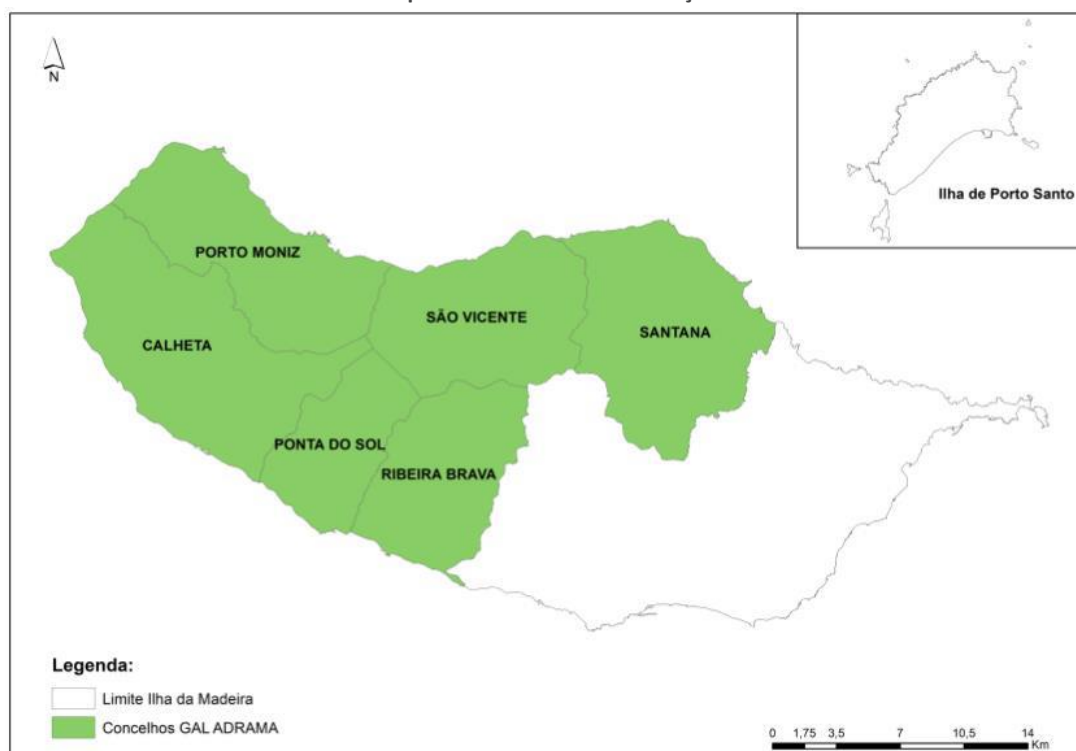 N
Ilha de Porto Santo
PORTO MONIZ
SÃO VICENTE
SANTANA
CALHETA
PONTA DO SOL
RIBEIRA BRAVA
Legenda:
Limite Ilha da Madeira
Concelhos GAL ADRAMA
0 1,75 3,5 7 10,5 14
Km